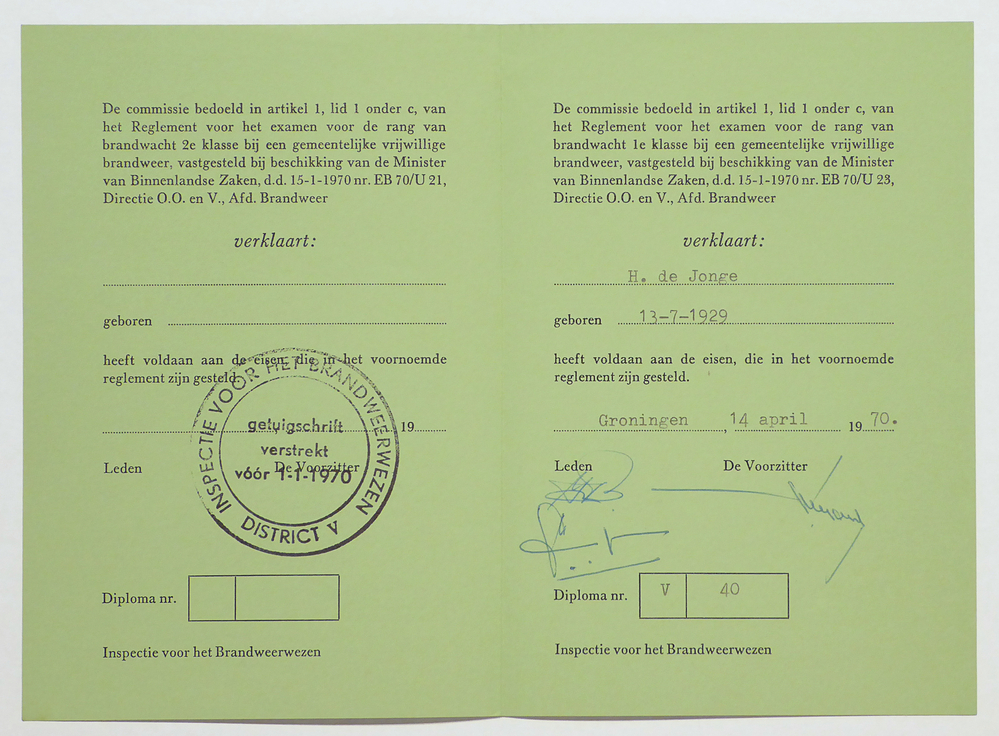 De commissie bedoeld in artikel 1, lid 1 onder c, van
het Reglement voor het examen voor de rang van
brandwacht 2e klasse bij een gemeentelijke vrijwillige
brandweer, vastgesteld bij beschikking van de Minister
van Binnenlandse Zaken, d.d. 15-1-1970 nr. EB 70/U 21,
Directie O.O. en V., Afd. Brandweer
verklaart:
geboren
heeft voldaan aan de eisen, die in het voornoemde
reglement zijn gesteld.
19
Leden De Voorzitter
INSPECTIE VOOR HET BRANDWEERWEZEN
DISTRICT V
getuigschrift
verstrekt
vóór 1-1-1970
Diploma nr.
Inspectie voor het Brandweerwezen
De commissie bedoeld in artikel 1, lid 1 onder c, van
het Reglement voor het examen voor de rang van
brandwacht 1e klasse bij een gemeentelijke vrijwillige
brandweer, vastgesteld bij beschikking van de Minister
van Binnenlandse Zaken, d.d. 15-1-1970 nr. EB 70/U 23,
Directie O.O. en V., Afd. Brandweer
verklaart:
H. de Jonge
geboren 13-7-1929
heeft voldaan aan de eisen, die in het voornoemde
reglement zijn gesteld.
Groningen, 14 april 1970.
Leden De Voorzitter
Diploma nr. V 40
Inspectie voor het Brandweerwezen